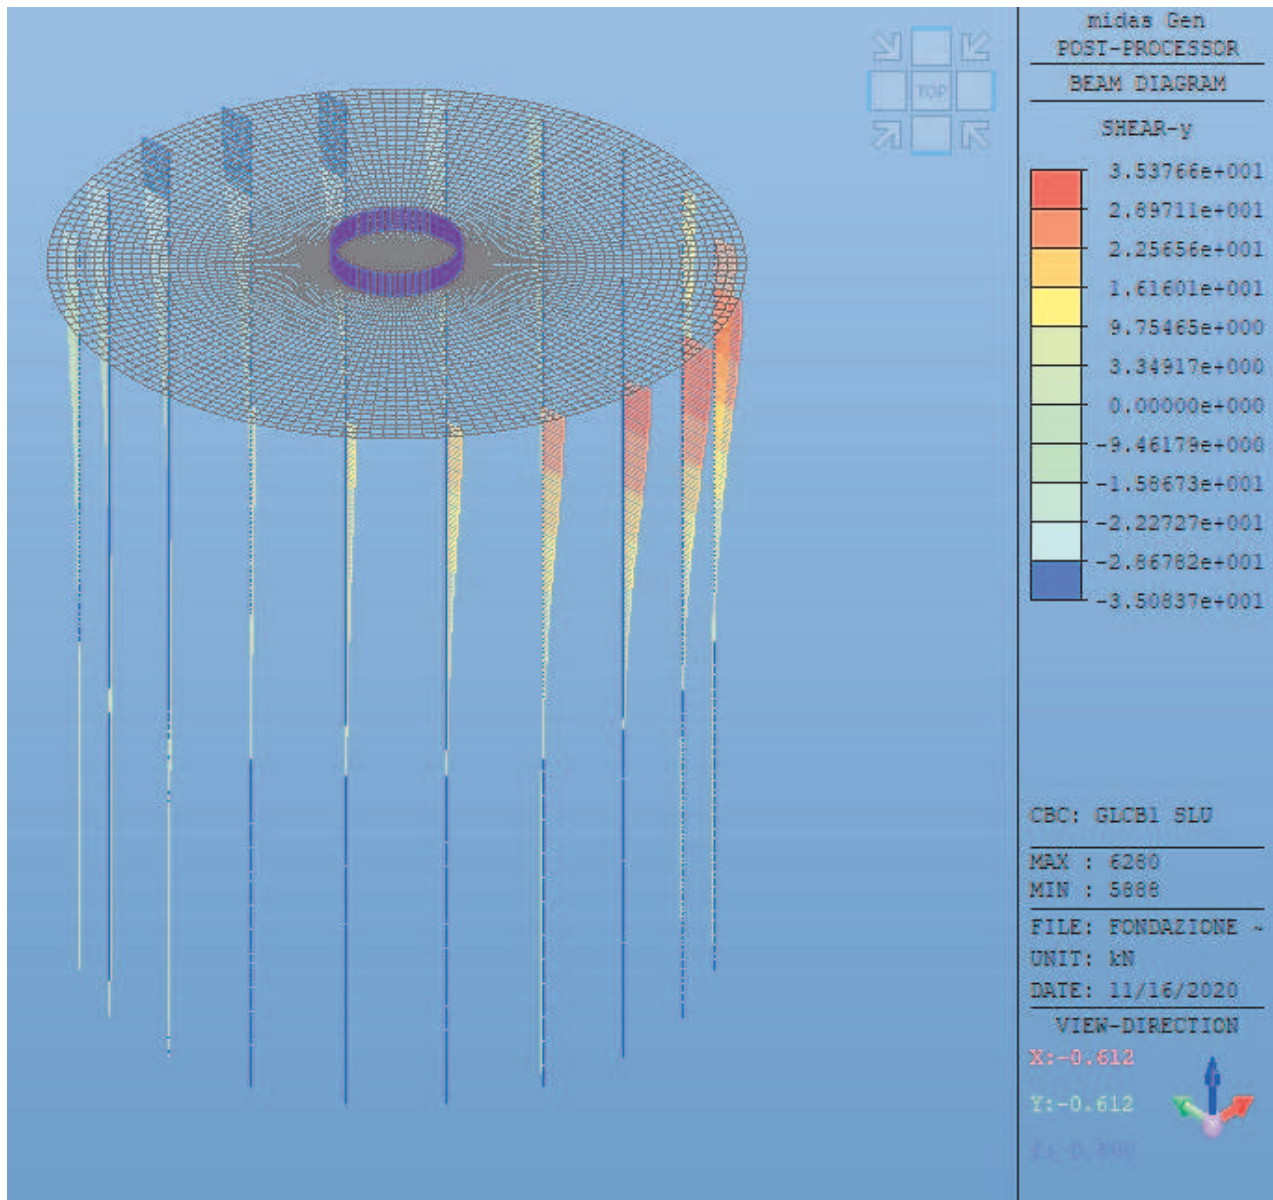 TOP
midas Gen
POST-PROCESSOR
BEAM DIAGRAM
SHEAR-y
3.53766e+001
2.89711e+001
2.25656e+001
1.61601e+001
9.75465e+000
3.34917e+000
0.00000e+000
-9.46179e+000
-1.58673e+001
-2.22727e+001
-2.86782e+001
-3.50837e+001
CBC: GLCB1 SLU
MAX : 6280
MIN : 5888
FILE: FONDAZIONE ~
UNIT: kN
DATE: 11/16/2020
VIEW-DIRECTION
X:-0.612
Y:-0.612